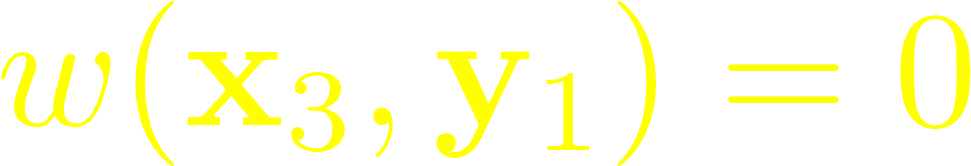 w(𝐱₃, 𝐲₁) = 0